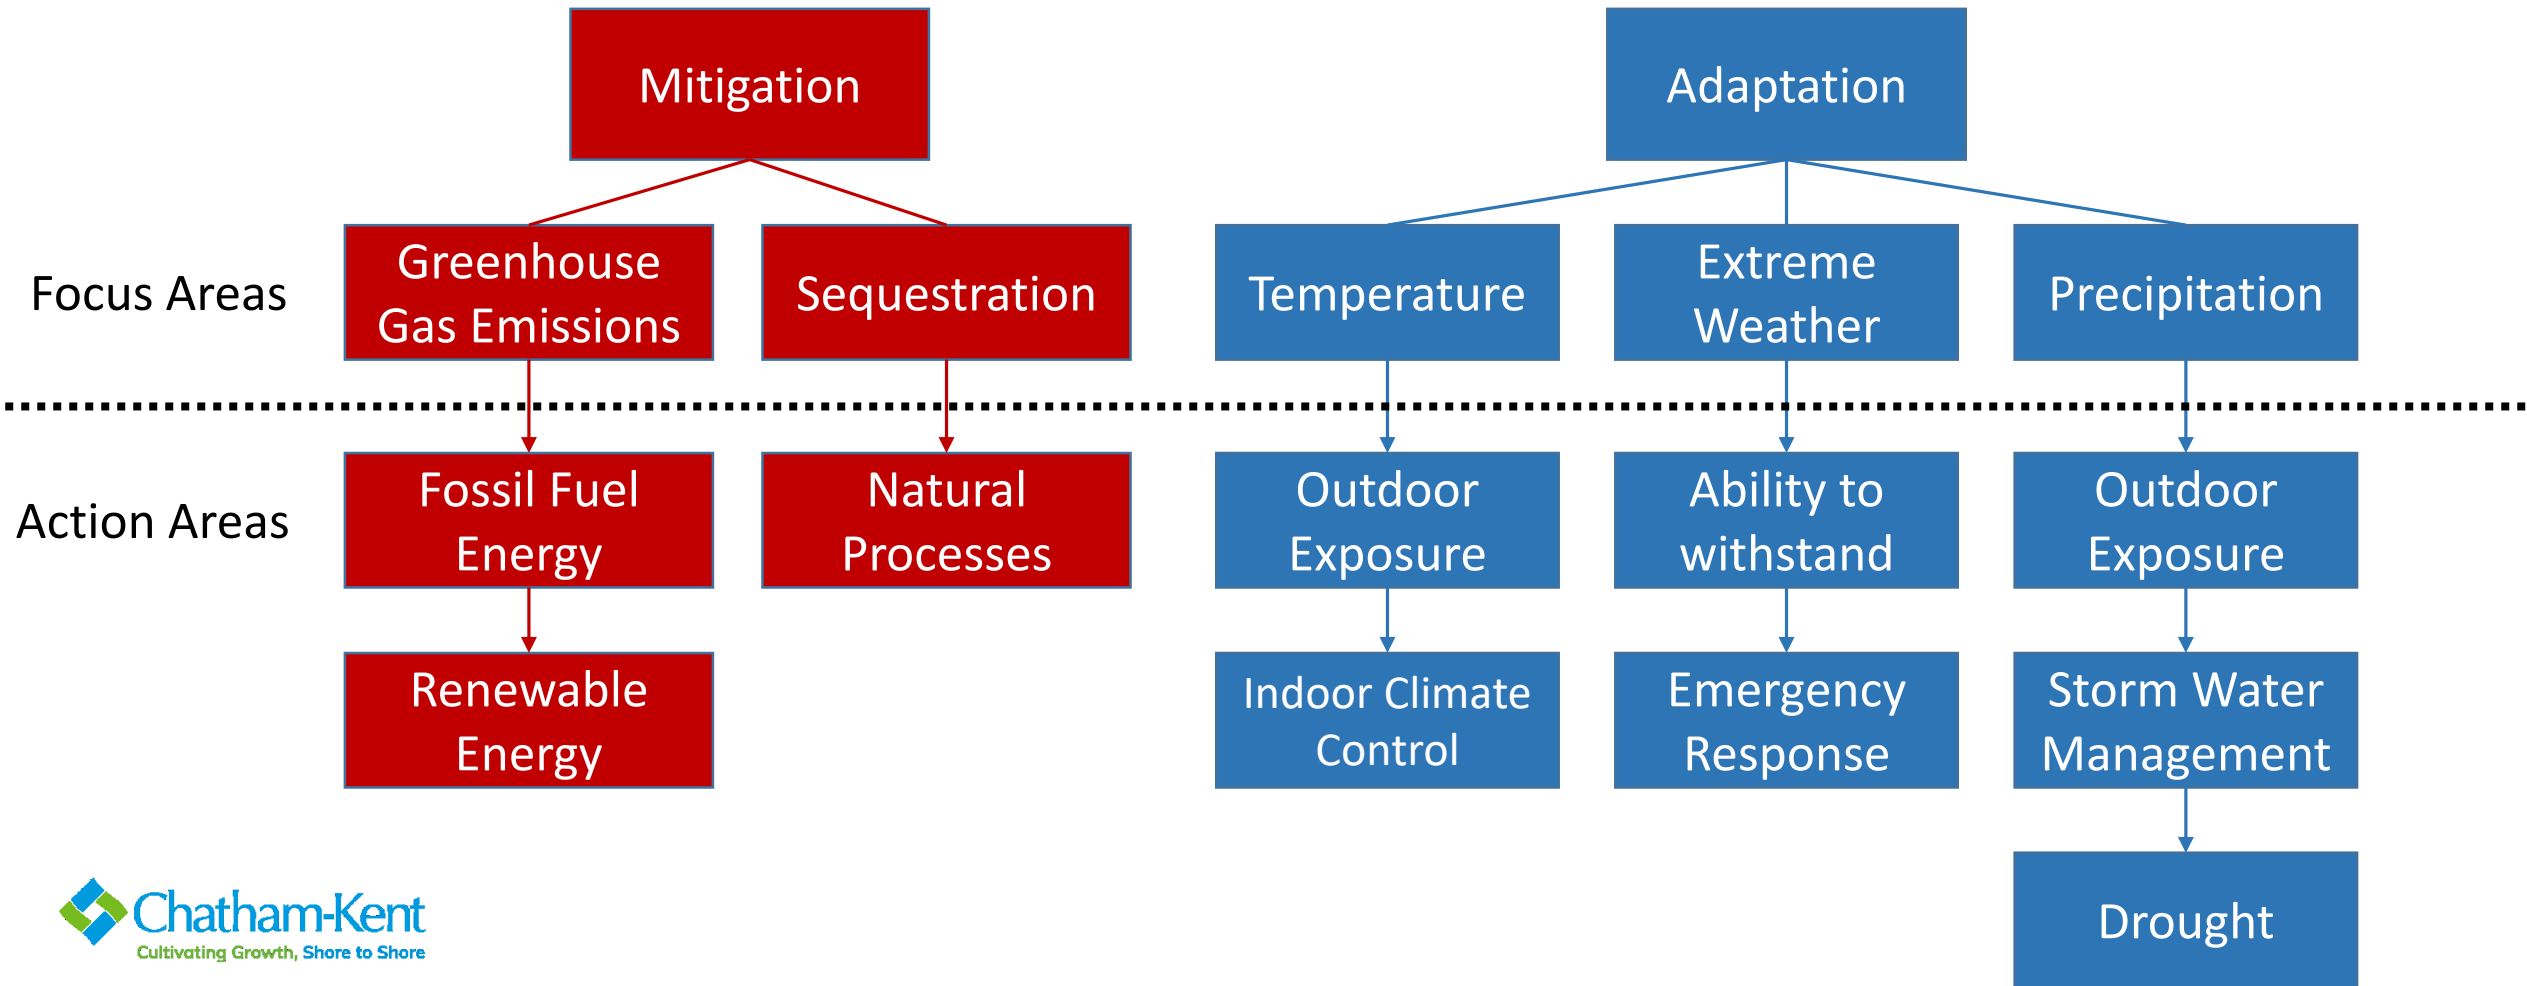 Mitigation
Adaptation
Focus Areas
Greenhouse
Gas Emissions
Sequestration
Temperature
Extreme
Weather
Precipitation
Action Areas
Fossil Fuel
Energy
Natural
Processes
Outdoor
Exposure
Ability to
withstand
Outdoor
Exposure
Renewable
Energy
Indoor Climate
Control
Emergency
Response
Storm Water
Management
Drought
Chatham-Kent
Cultivating Growth, Shore to Shore